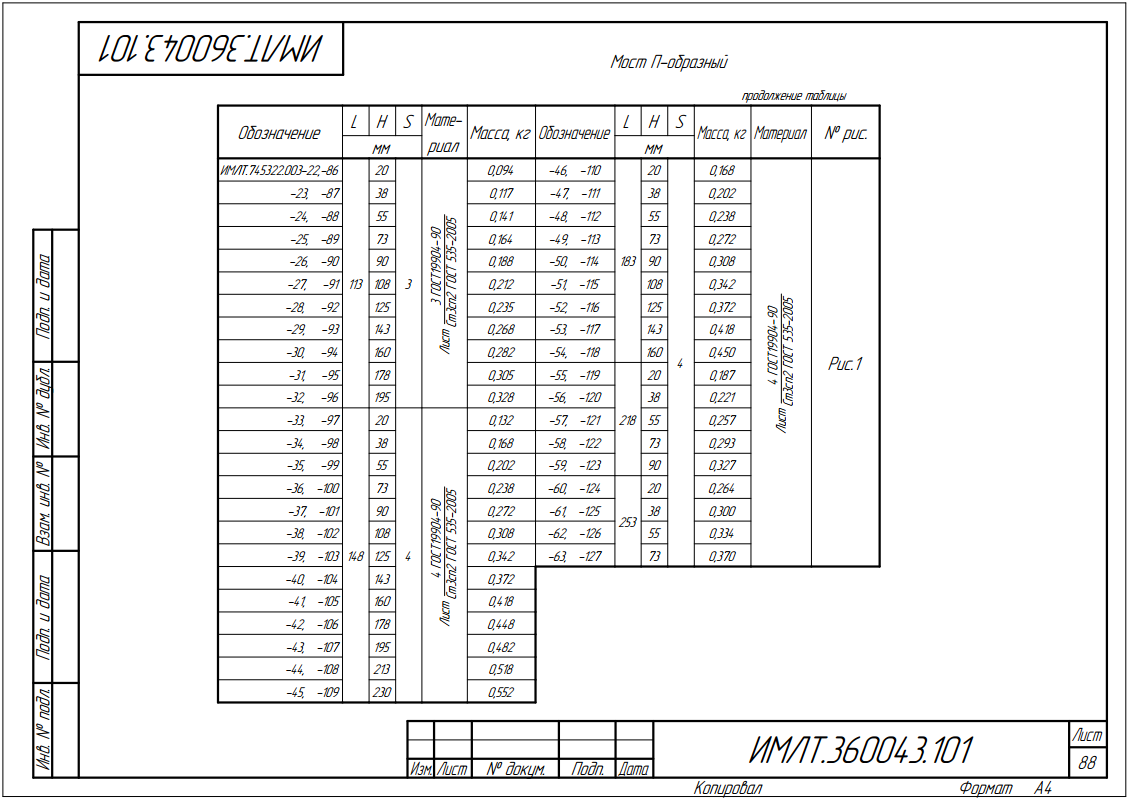 ИМЛТ.360043.101
Мост П-образный
продолжение таблицы
Обозначение L H S Мате-риал Масса, кг Обозначение L H S Масса, кг Материал № рис.
мм мм
ИМЛТ.745322.003-22,-86 20 0,094 -46, -110 20 0,168
-23, -87 38 0,117 -47, -111 38 0,202
-24, -88 55 0,141 -48, -112 55 0,238
-25, -89 73 0,164 -49, -113 73 0,272
-26, -90 90 0,188 -50, -114 183 90 0,308
-27, -91 113 108 3 0,212 -51, -115 108 0,342
-28, -92 125 0,235 -52, -116 125 0,372
-29, -93 143 0,268 -53, -117 143 0,418
-30, -94 160 0,282 -54, -118 160 0,450
-31, -95 178 0,305 -55, -119 20 4 0,187 Рис.1
-32, -96 195 0,328 -56, -120 38 0,221
-33, -97 20 0,132 -57, -121 218 55 0,257
-34, -98 38 0,168 -58, -122 73 0,293
-35, -99 55 0,202 -59, -123 90 0,327
-36, -100 73 0,238 -60, -124 20 0,264
-37, -101 90 0,272 -61, -125 253 38 0,300
-38, -102 108 0,308 -62, -126 55 0,334
-39, -103 148 125 4 0,342 -63, -127 73 0,370
-40, -104 143 0,372
-41, -105 160 0,418
-42, -106 178 0,448
-43, -107 195 0,482
-44, -108 213 0,518
-45, -109 230 0,552
3 ГОСТ19904-90
Лист Ст3сп2 ГОСТ 535-2005
4 ГОСТ19904-90
Лист Ст3сп2 ГОСТ 535-2005
4 ГОСТ19904-90
Лист Ст3сп2 ГОСТ 535-2005
Подп. и дата
Инв. № дубл.
Взам. инв. №
Подп. и дата
Инв. № подл.
Изм. Лист № докум. Подп. Дата
ИМЛТ.360043.101
Лист
88
Копировал Формат А4